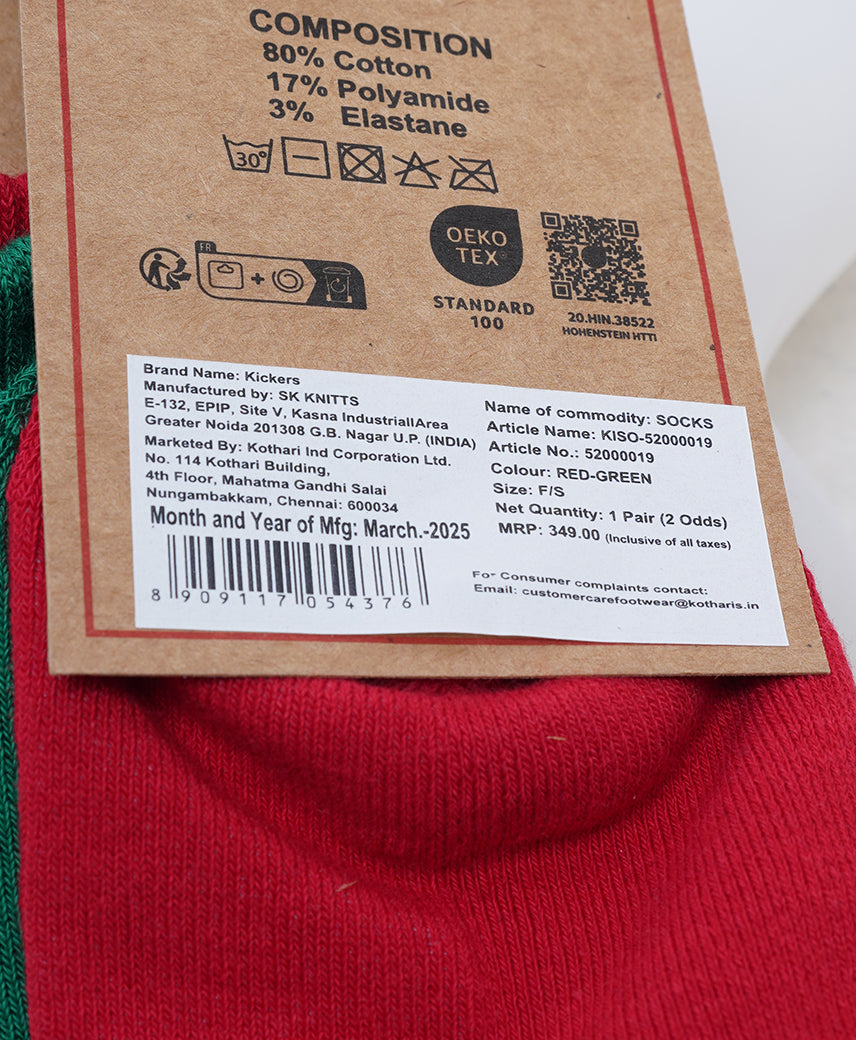 COMPOSITION
80% Cotton
17% Polyamide
3% Elastane
30°
FR
OEKO
TEX®
STANDARD
100
20.HIN.38522
HOHENSTEIN HTTI
Brand Name: Kickers
Manufactured by: SK KNITTS
E-132, EPIP, Site V, Kasna IndustriallArea
Greater Noida 201308 G.B. Nagar U.P. (INDIA)
Marketed By: Kothari Ind Corporation Ltd.
No. 114 Kothari Building,
4th Floor, Mahatma Gandhi Salai
Nungambakkam, Chennai: 600034
Month and Year of Mfg: March.-2025
8 909117 054376
Name of commodity: SOCKS
Article Name: KISO-52000019
Article No.: 52000019
Colour: RED-GREEN
Size: F/S
Net Quantity: 1 Pair (2 Odds)
MRP: 349.00 (Inclusive of all taxes)
For Consumer complaints contact:
Email: customercarefootwear@kotharis.in